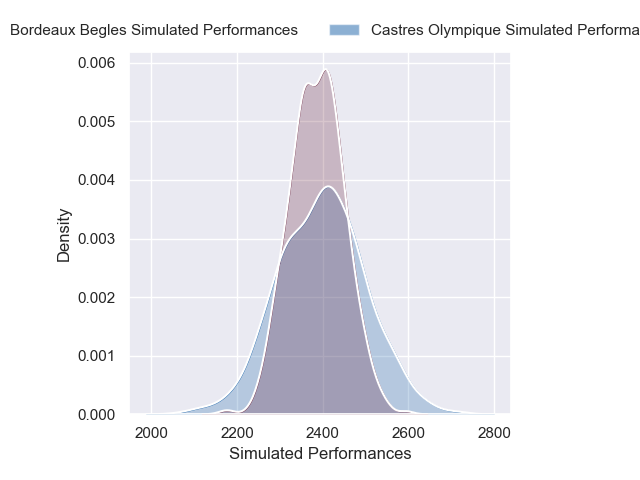 Bordeaux Begles Simulated Performances Castres Olympique Simulated Performa
0.006
0.005
0.004
0.003
0.002
0.001
0.000
Density
2000 2200 2400 2600 2800
Simulated Performances